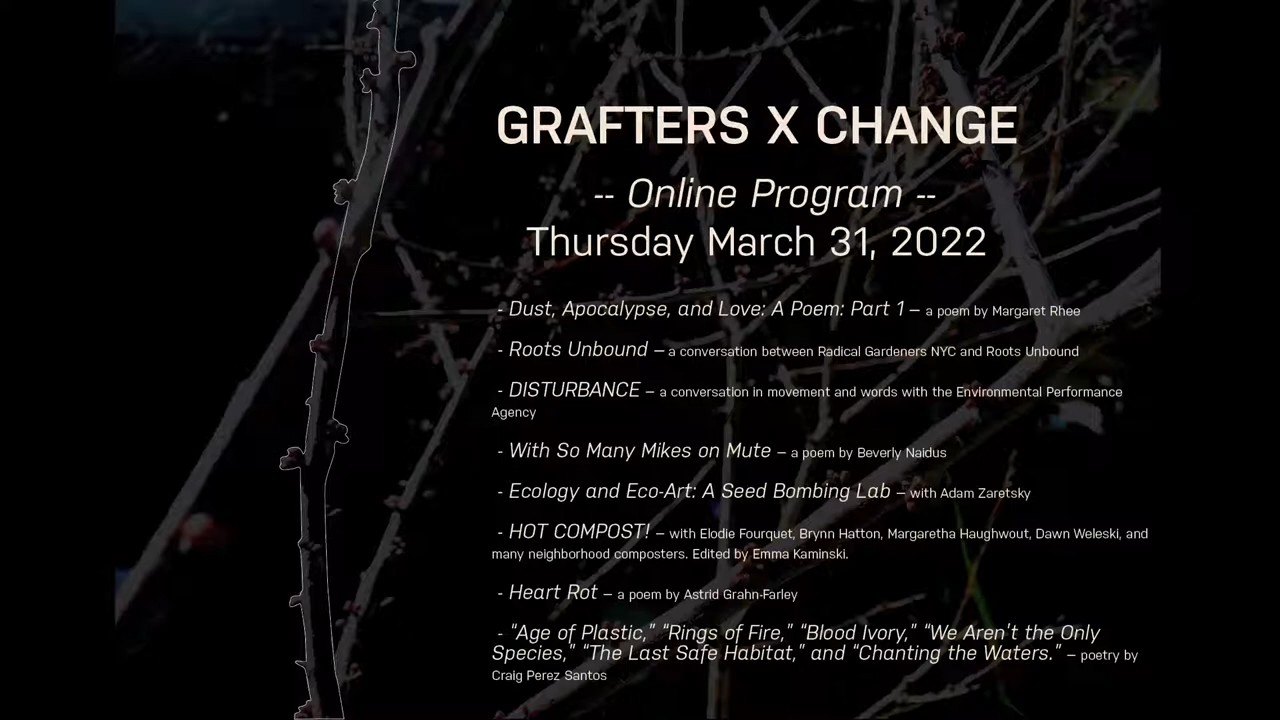 GRAFTERS X CHANGE
-- Online Program --
Thursday March 31, 2022
- Dust, Apocalypse, and Love: A Poem: Part 1 – a poem by Margaret Rhee
- Roots Unbound – a conversation between Radical Gardeners NYC and Roots Unbound
- DISTURBANCE – a conversation in movement and words with the Environmental Performance
Agency
- With So Many Mikes on Mute – a poem by Beverly Naidus
- Ecology and Eco-Art: A Seed Bombing Lab – with Adam Zaretsky
- HOT COMPOST! – with Elodie Fourquet, Brynn Hatton, Margaretha Haughwout, Dawn Weleski, and
many neighborhood composters. Edited by Emma Kaminski.
- Heart Rot – a poem by Astrid Grahn-Farley
- “Age of Plastic,” “Rings of Fire,” “Blood Ivory,” “We Aren't the Only
Species,” “The Last Safe Habitat,” and “Chanting the Waters.” – poetry by
Craig Perez Santos